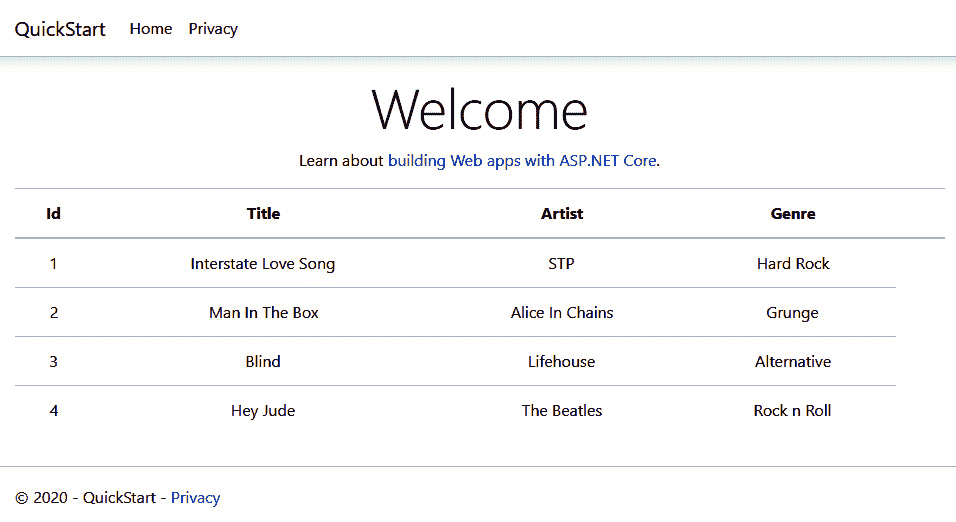 QuickStart Home Privacy
Welcome
Learn about building Web apps with ASP.NET Core.
Id Title Artist Genre
1 Interstate Love Song STP Hard Rock
2 Man In The Box Alice In Chains Grunge
3 Blind Lifehouse Alternative
4 Hey Jude The Beatles Rock n Roll
© 2020 - QuickStart - Privacy